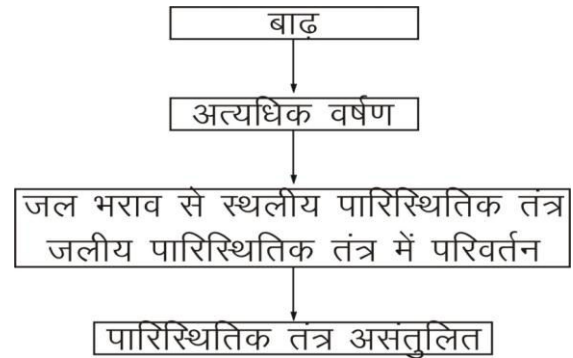 बाढ़
अत्यधिक वर्षण
जल भराव से स्थलीय पारिस्थितिक तंत्र
जलीय पारिस्थितिक तंत्र में परिवर्तन
पारिस्थितिक तंत्र असंतुलित